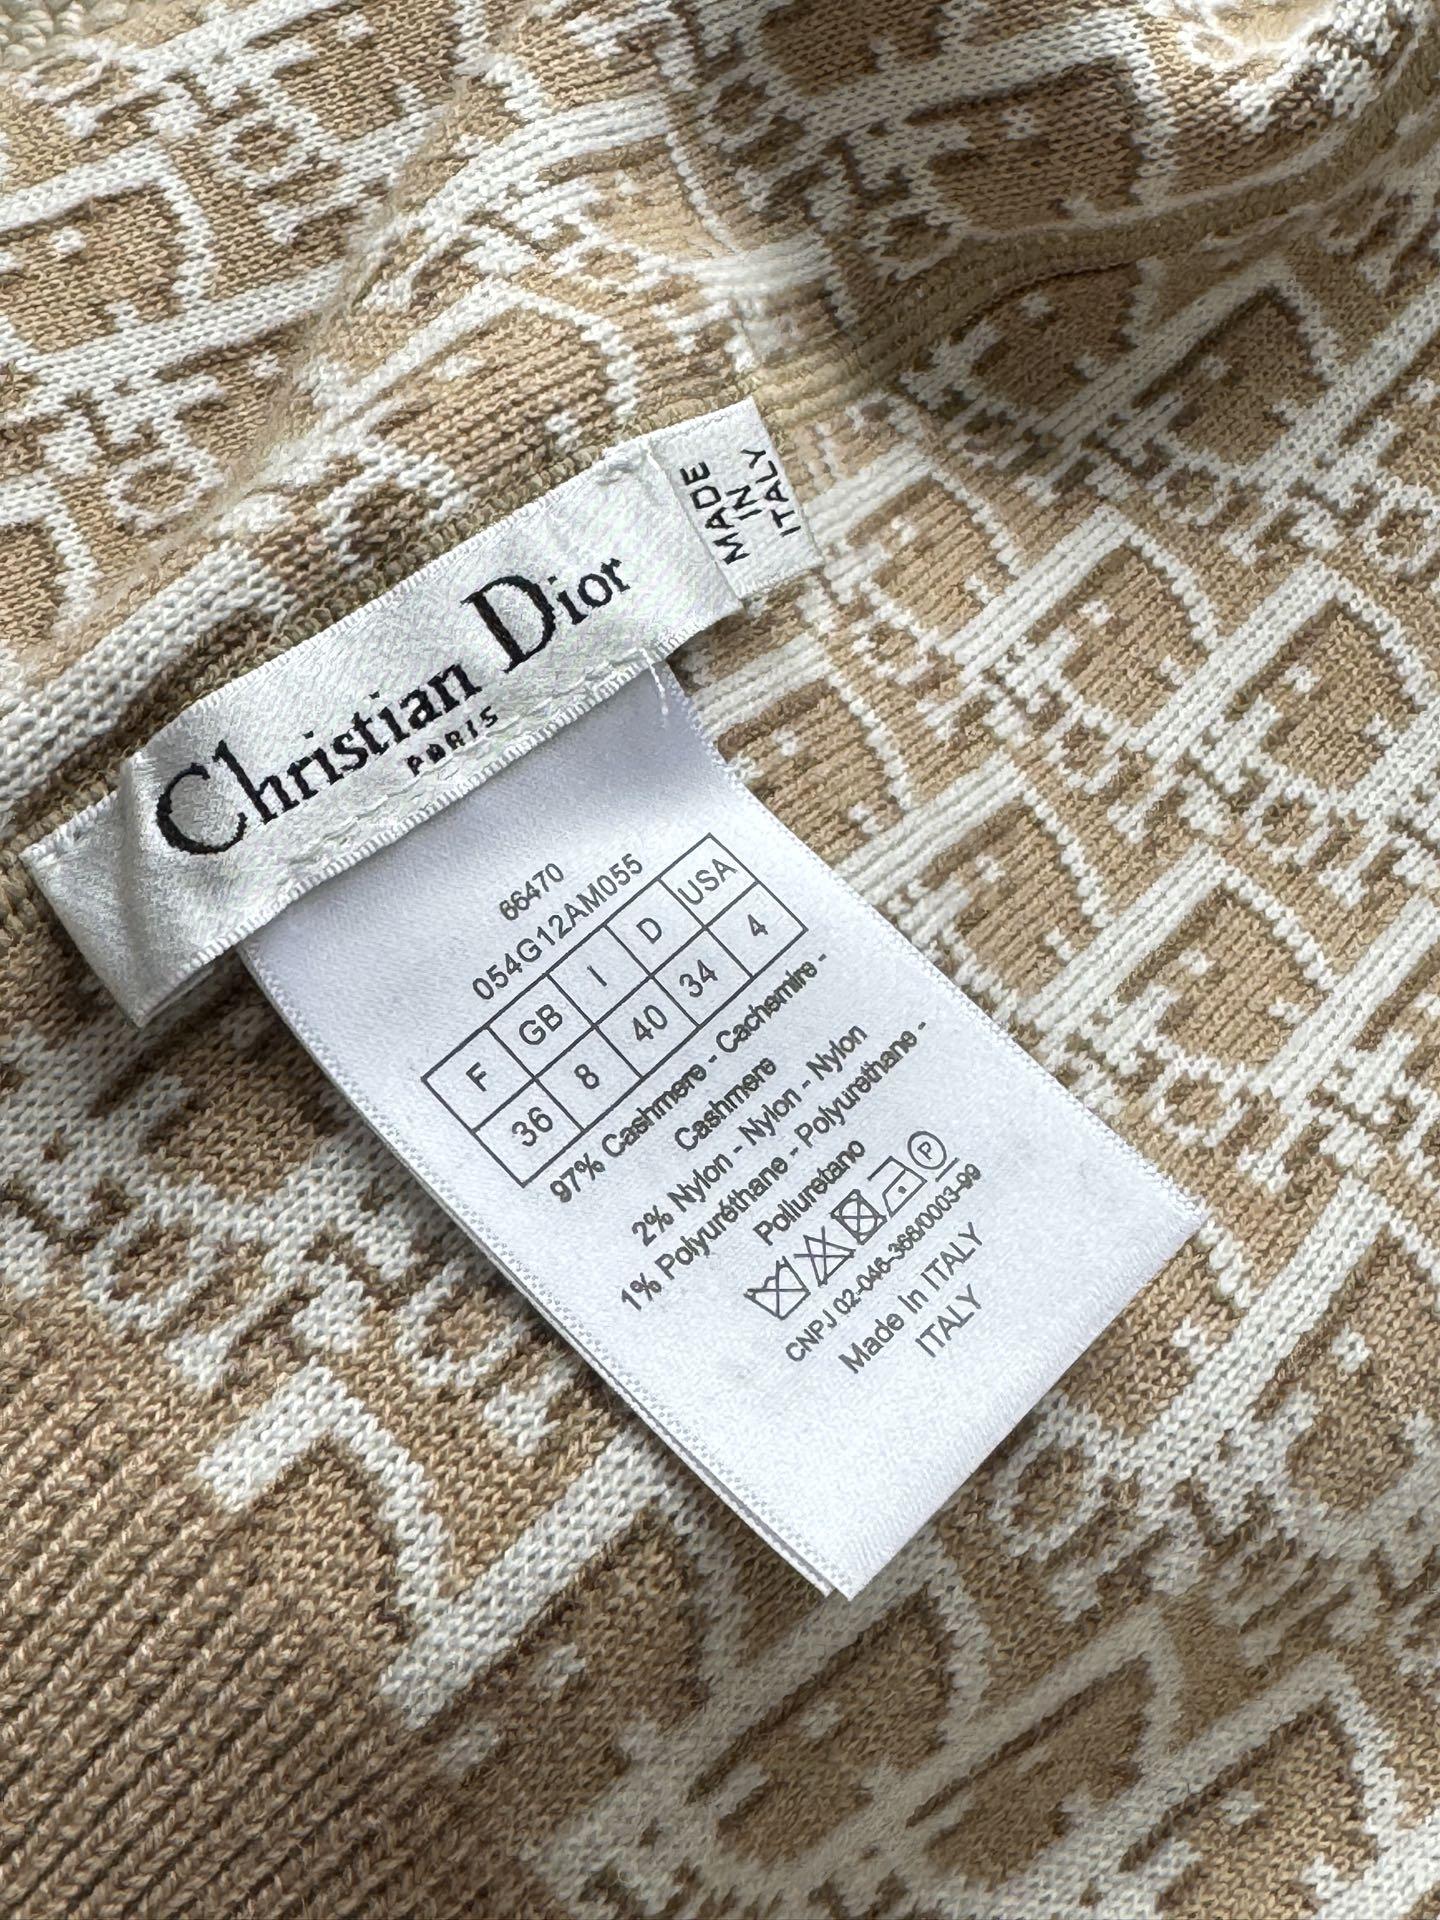 Christian Dior
PARIS
MADE
IN
ITALY
66470
054G12AM055
F GB I D USA
36 8 40 34 4
97% Cashmere - Cachemire -
Cashmere
2% Nylon - Nylon - Nylon
1% Polyuréthane - Polyurethane -
Poliuretano
P
CNPJ 02-046-368/0003-99
Made In ITALY
ITALY